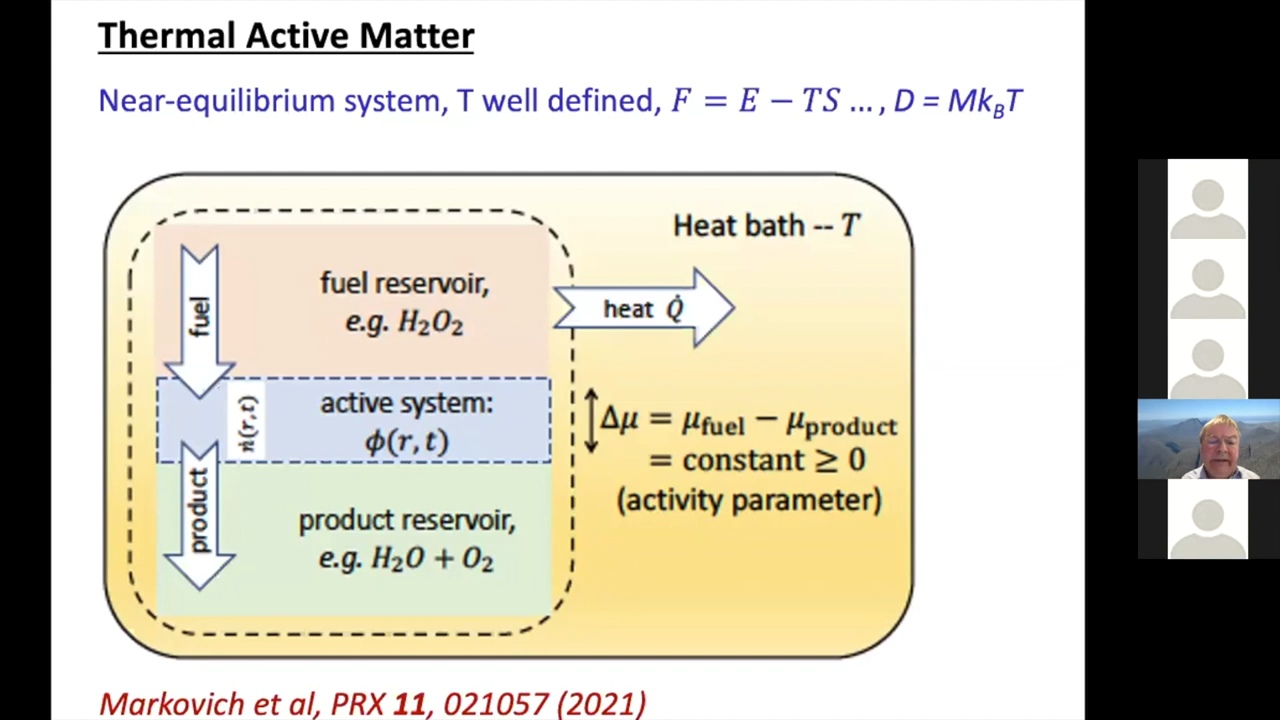 Thermal Active Matter
Near-equilibrium system, T well defined, F = E − TS ..., D = Mk_BT
Heat bath -- T
fuel reservoir,
e.g. H₂O₂
fuel
heat Q̇
active system:
ϕ(r, t)
ṅ(r,t)
Δμ = μ_fuel − μ_product
= constant ≥ 0
(activity parameter)
product
product reservoir,
e.g. H₂O + O₂
Markovich et al, PRX 11, 021057 (2021)